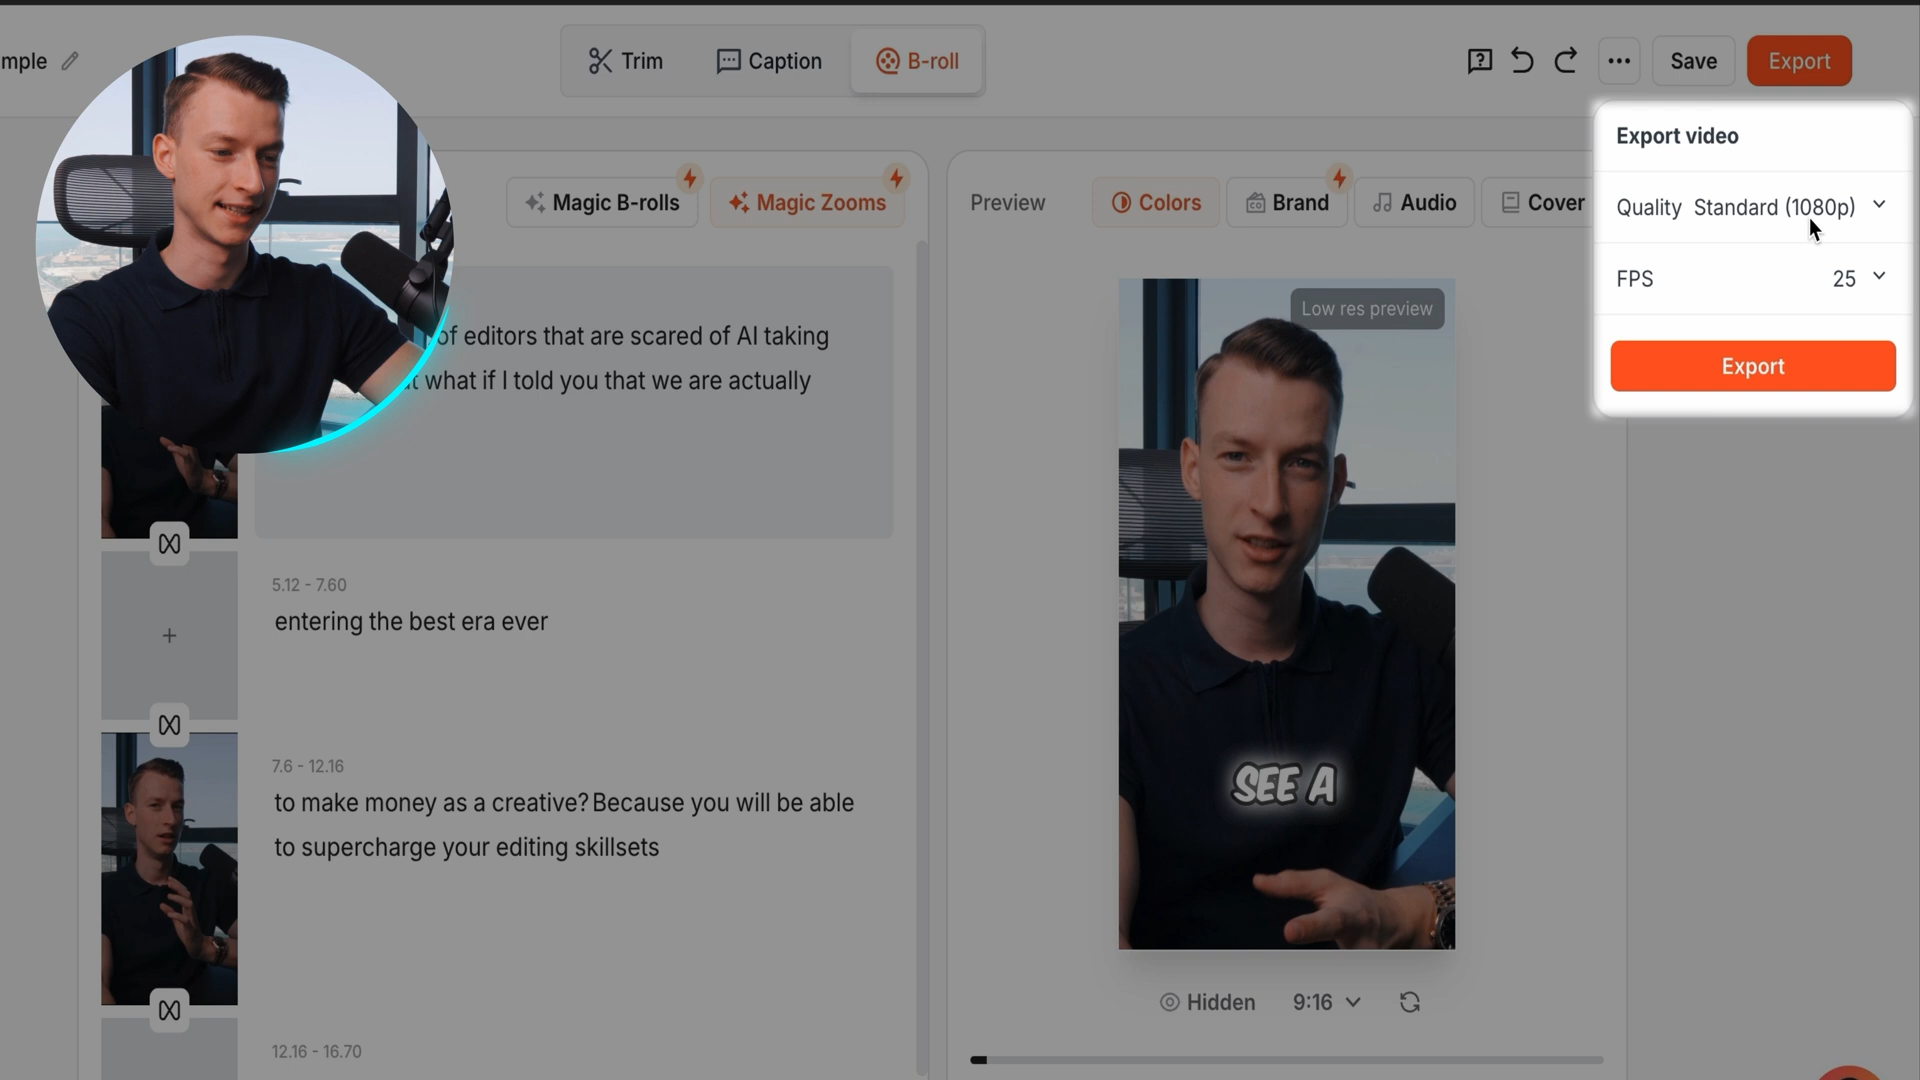 mple
Trim
Caption
B-roll
Save
Export
Export video
Quality Standard (1080p)
FPS 25
Export
Magic B-rolls
Magic Zooms
Preview
Colors
Brand
Audio
Cover
Low res preview
of editors that are scared of AI taking
what if I told you that we are actually
5.12 - 7.60
entering the best era ever
7.6 - 12.16
to make money as a creative? Because you will be able
to supercharge your editing skillsets
12.16 - 16.70
SEE A
Hidden
9:16